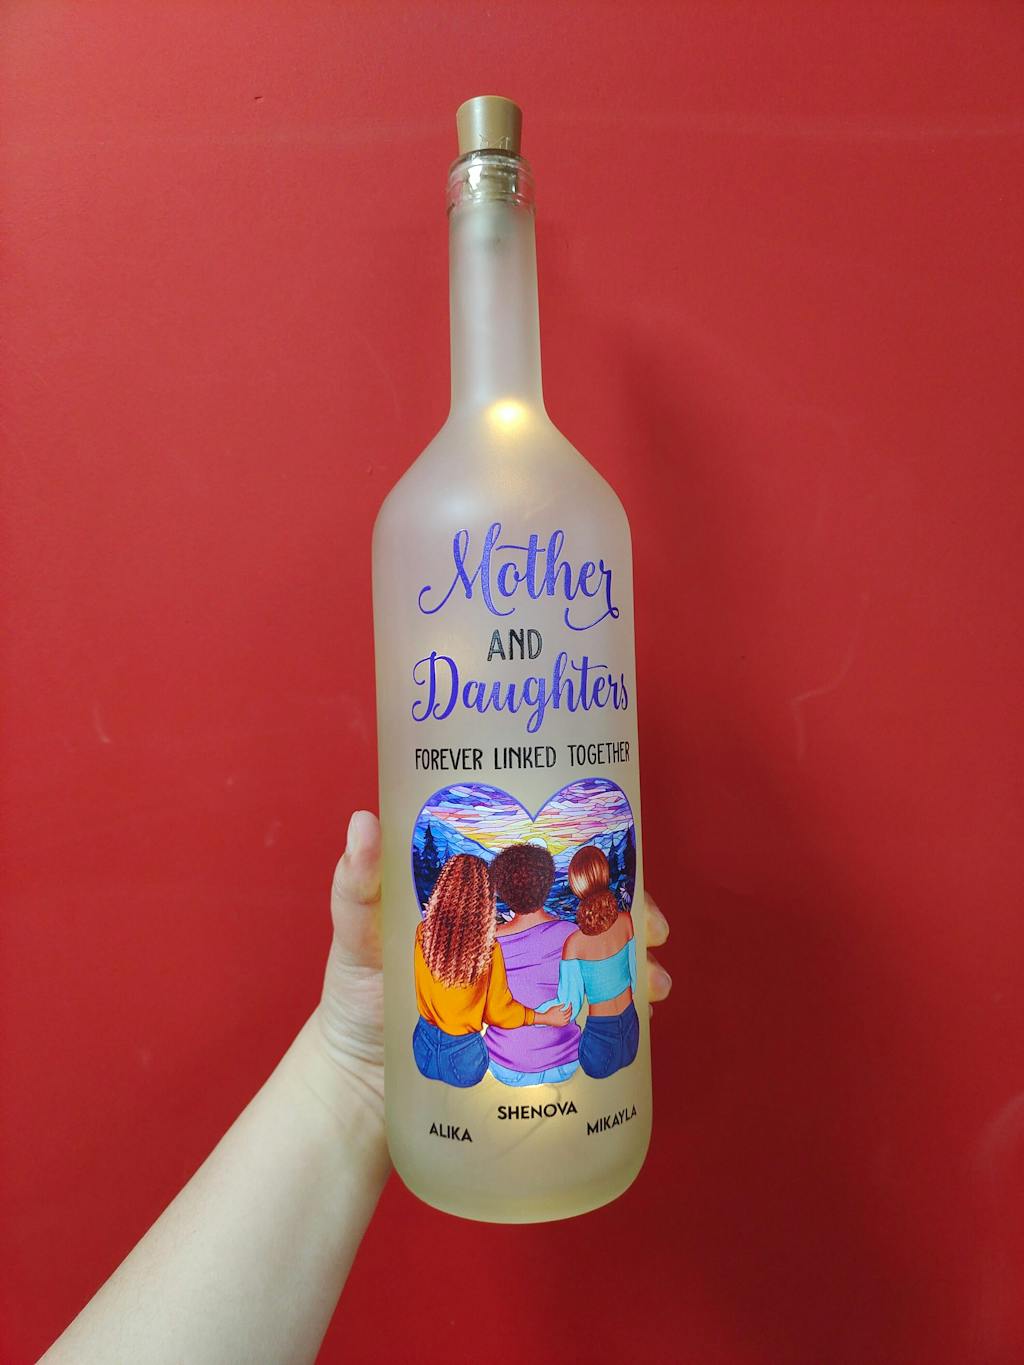 Mother
AND
Daughters
FOREVER LINKED TOGETHER
SHENOVA
ALIKA
MIKAYLA